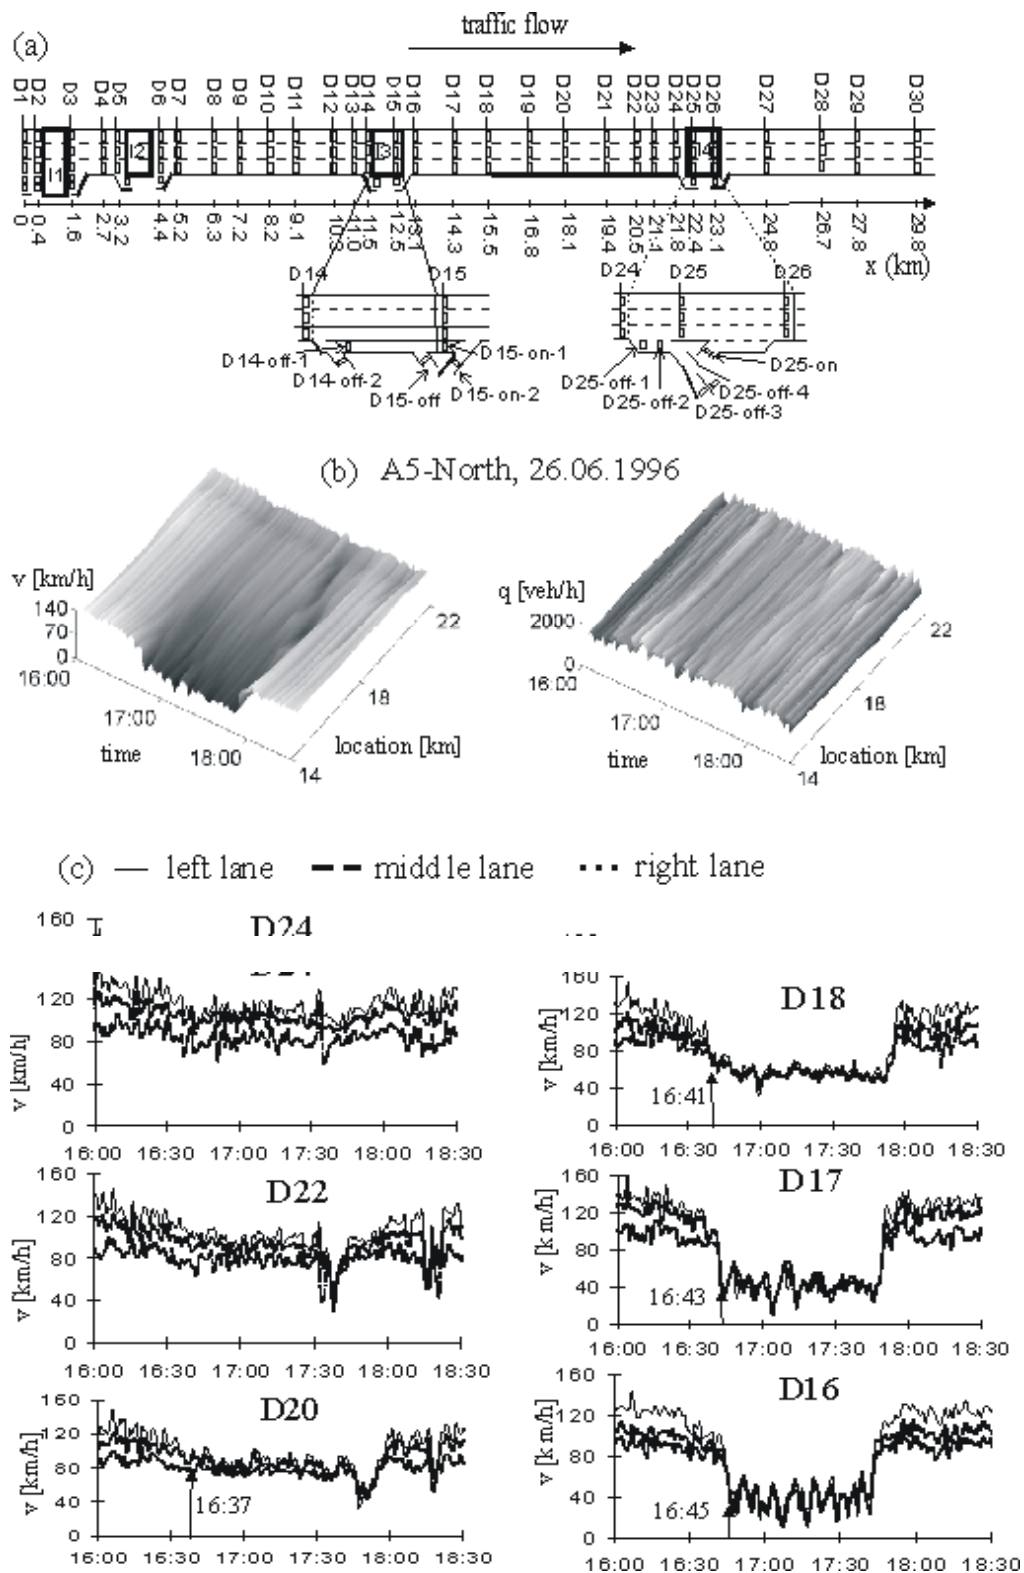 traffic flow
(a)
D1 D2 D3 D4 D5 D6 D7 D8 D9 D10 D11 D12 D13 D14 D15 D16 D17 D18 D19 D20 D21 D22 D23 D24 D25 D26 D27 D28 D29 D30
I1 I2 I3 I4
0 0.4 1.6 2.7 3.2 4.4 5.2 6.8 7.2 8.2 9.1 11.0 11.5 12.5 13.1 14.3 15.5 16.8 18.1 19.4 20.5 21.1 21.8 22.4 23.1 24.8 26.7 27.8 29.8
x (km)
D14 D15 D24 D25 D26
D14-off-1 D15-on-1
D14-off-2
D15-off D15-on-2
D25-on
D25-off-1 D25-off-4
D25-off-2 D25-off-3
(b) A5-North, 26.06.1996
v [km/h]
140
70
0
16:00
17:00
18:00
time
14
18
22
location [km]
q [veh/h]
2000
0
16:00
17:00
18:00
time
14
18
22
location [km]
(c) left lane middle lane right lane
D24
160
120
80
40
0
v [km/h]
16:00 16:30 17:00 17:30 18:00 18:30
D18
160
120
80
40
0
v [km/h]
16:41
16:00 16:30 17:00 17:30 18:00 18:30
D22
160
120
80
40
0
v [km/h]
16:00 16:30 17:00 17:30 18:00 18:30
D17
160
120
80
40
0
v [km/h]
16:43
16:00 16:30 17:00 17:30 18:00 18:30
D20
160
120
80
40
0
v [km/h]
16:37
16:00 16:30 17:00 17:30 18:00 18:30
D16
160
120
80
40
0
v [km/h]
16:45
16:00 16:30 17:00 17:30 18:00 18:30